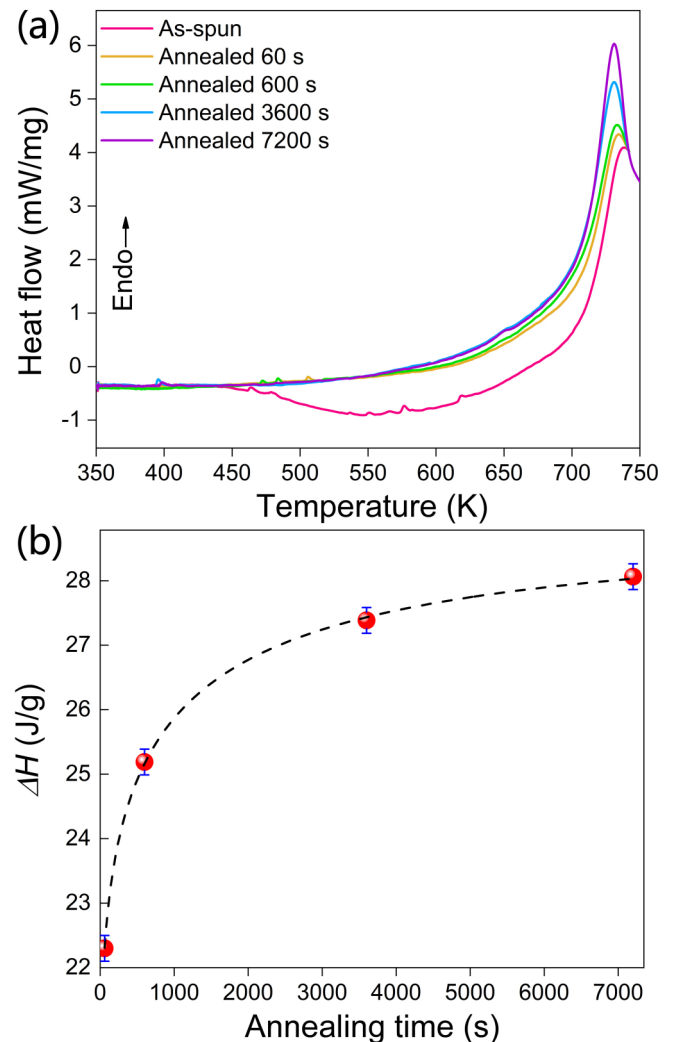 (a)
As-spun
Annealed 60 s
Annealed 600 s
Annealed 3600 s
Annealed 7200 s
Heat flow (mW/mg)
6
5
4
3
2
1
0
-1
Endo→
350 400 450 500 550 600 650 700 750
Temperature (K)
(b)
ΔH (J/g)
28
27
26
25
24
23
22
0 1000 2000 3000 4000 5000 6000 7000
Annealing time (s)